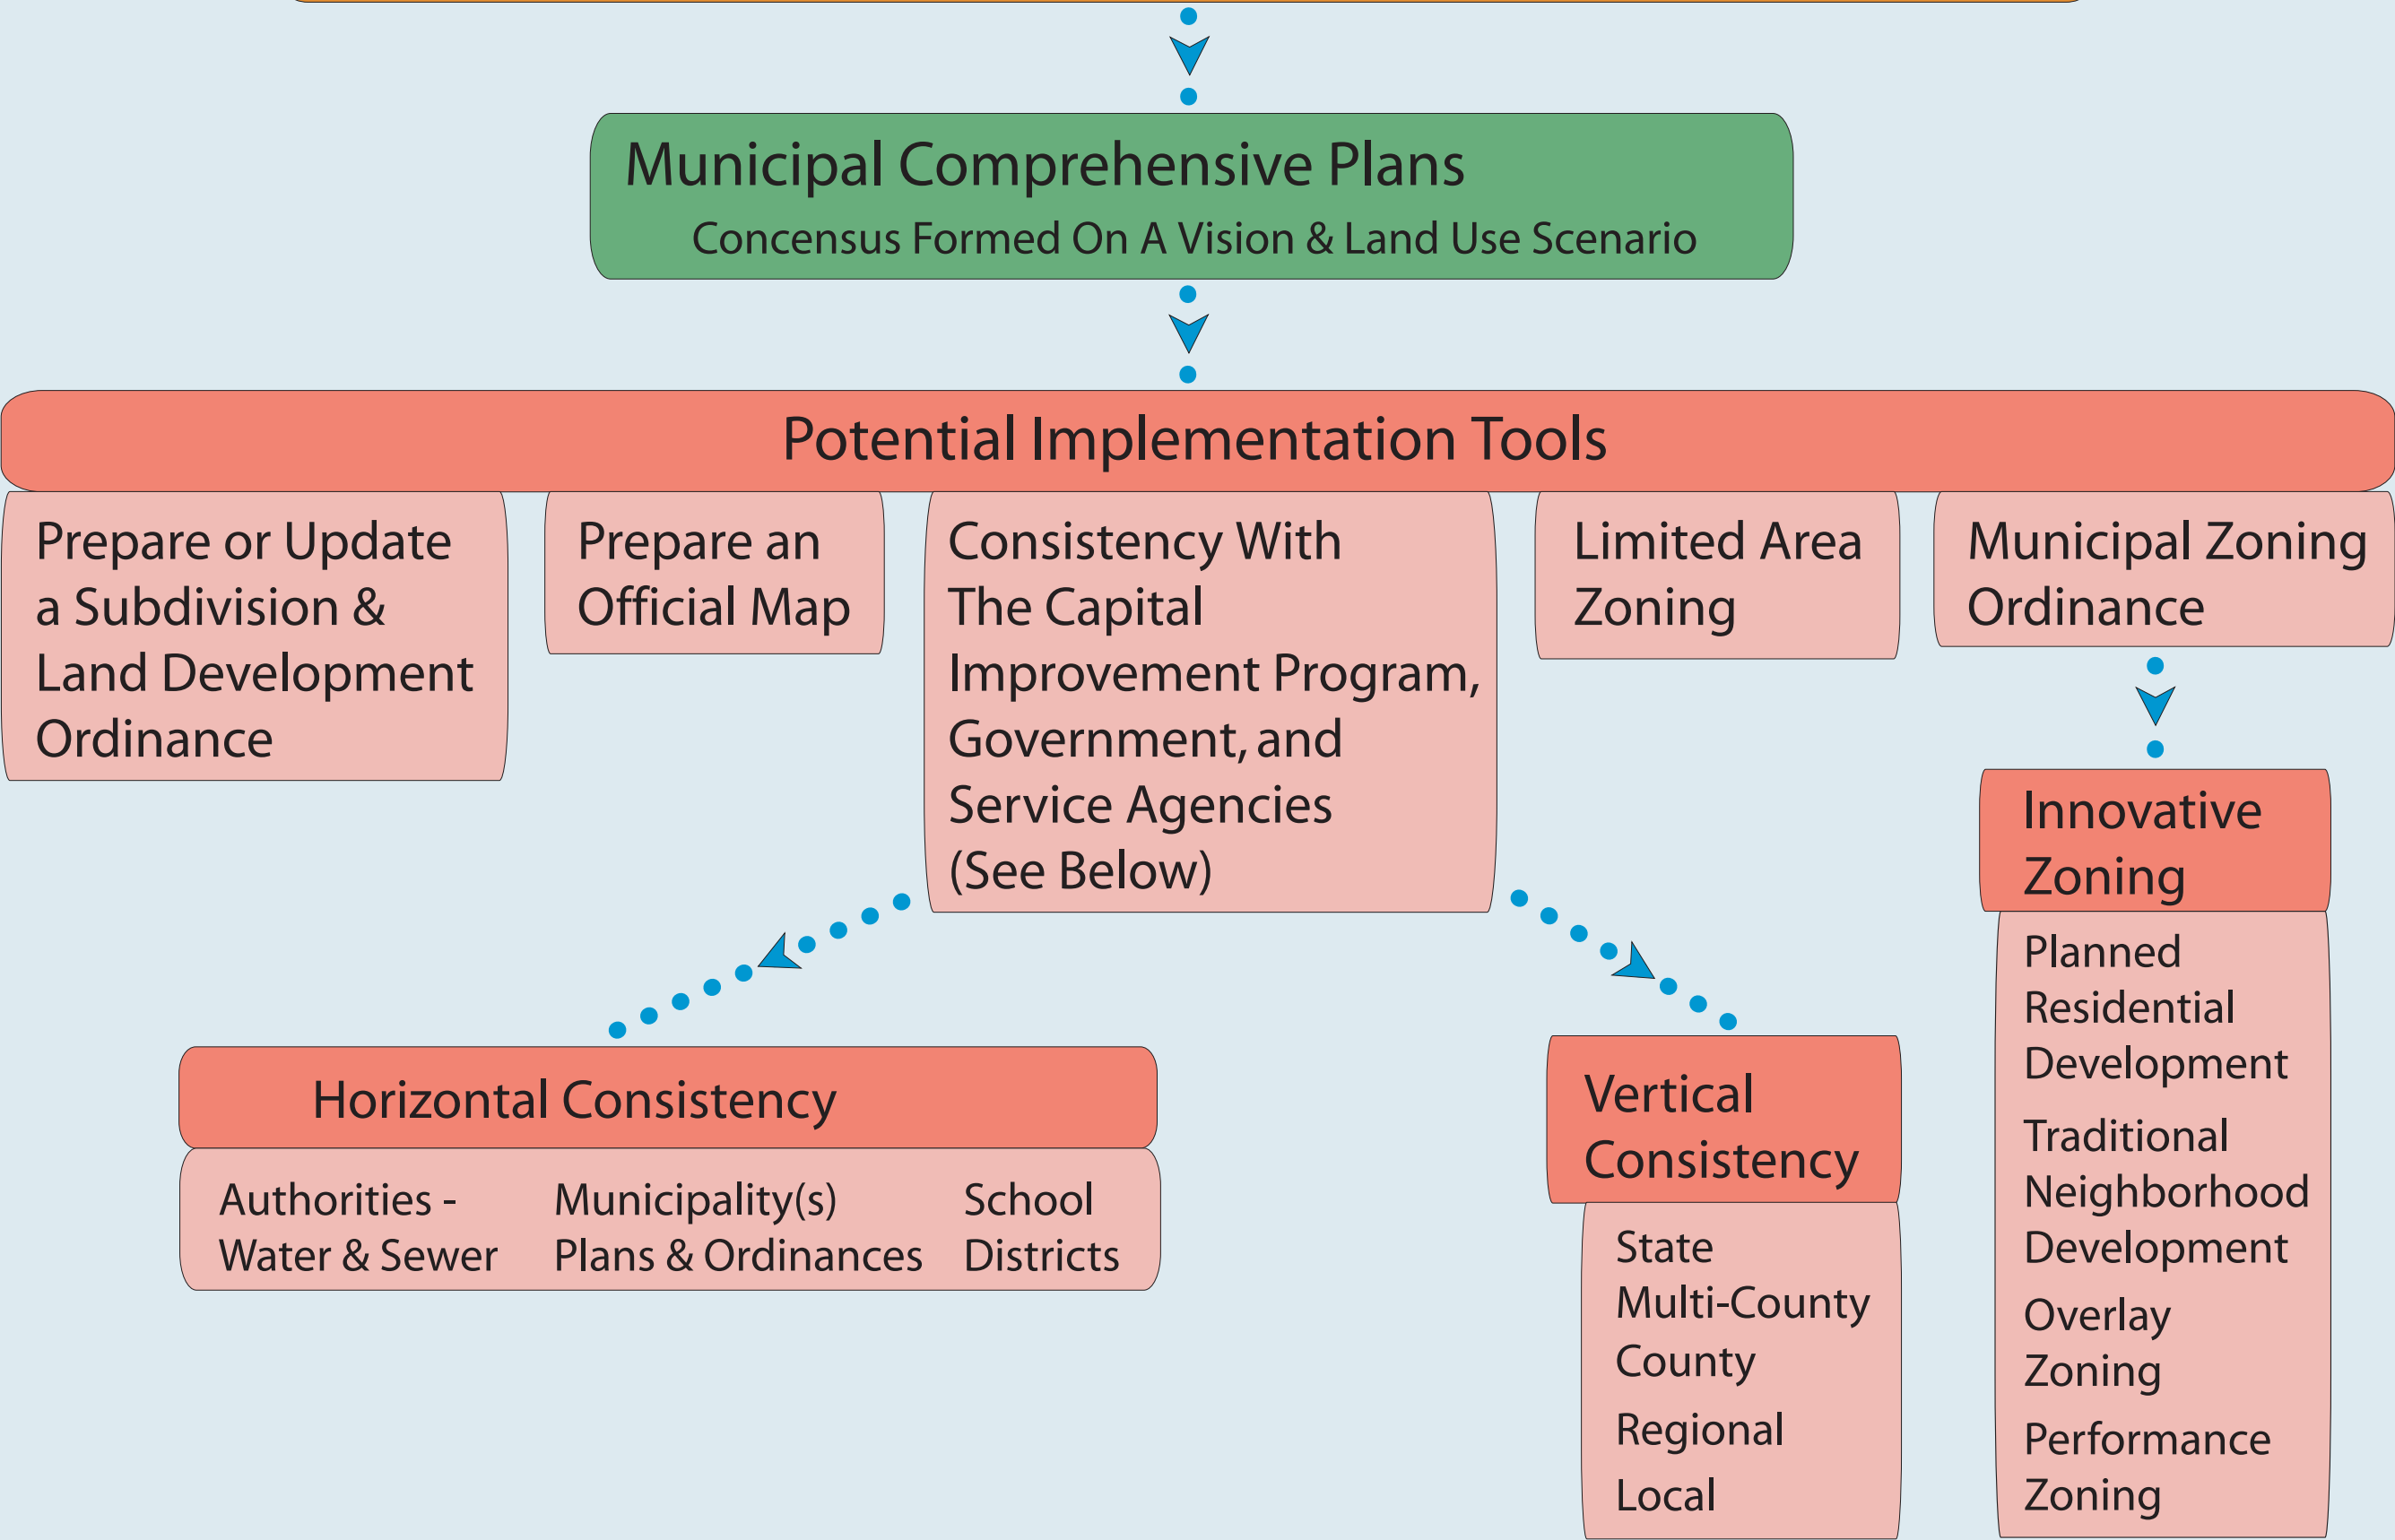 Municipal Comprehensive Plans
Concensus Formed On A Vision & Land Use Scenario
Potential Implementation Tools
Prepare or Update
a Subdivision &
Land Development
Ordinance
Prepare an
Official Map
Consistency With
The Capital
Improvement Program,
Government, and
Service Agencies
(See Below)
Limited Area
Zoning
Municipal Zoning
Ordinance
Innovative
Zoning
Planned
Residential
Development
Traditional
Neighborhood
Development
Overlay
Zoning
Performance
Zoning
Horizontal Consistency
Authorities -
Water & Sewer
Municipality(s)
Plans & Ordinances
School
Districts
Vertical
Consistency
State
Multi-County
County
Regional
Local